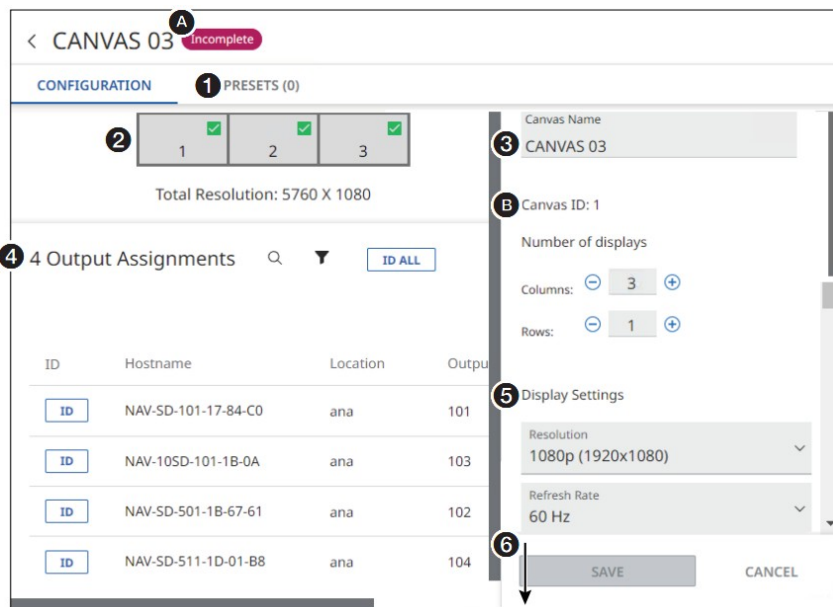 A
< CANVAS 03 Incomplete
CONFIGURATION 1 PRESETS (0)
2
1 2 3
Total Resolution: 5760 X 1080
4 4 Output Assignments ID ALL
ID Hostname Location Outpu
ID NAV-SD-101-17-84-C0 ana 101
ID NAV-10SD-101-1B-0A ana 103
ID NAV-SD-501-1B-67-61 ana 102
ID NAV-SD-511-1D-01-B8 ana 104
Canvas Name
3 CANVAS 03
B Canvas ID: 1
Number of displays
Columns: 3
Rows: 1
5 Display Settings
Resolution
1080p (1920x1080)
Refresh Rate
60 Hz
6
SAVE CANCEL